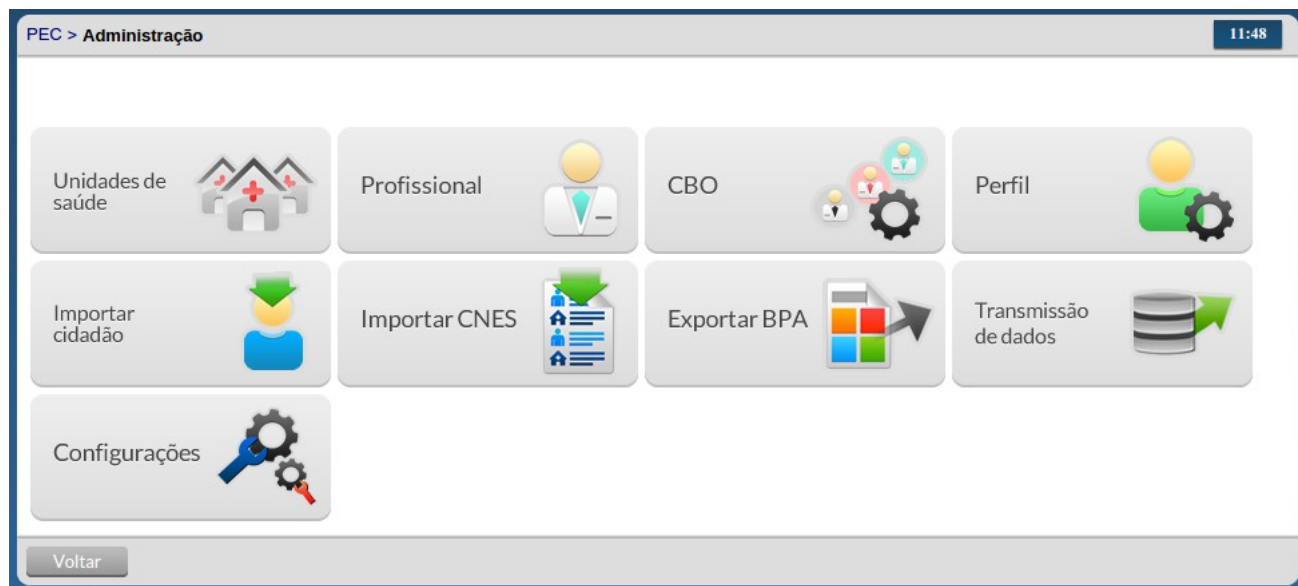 PEC > Administração
11:48
Unidades de
saúde
Profissional
CBO
Perfil
Importar
cidadão
Importar CNES
Exportar BPA
Transmissão
de dados
Configurações
Voltar